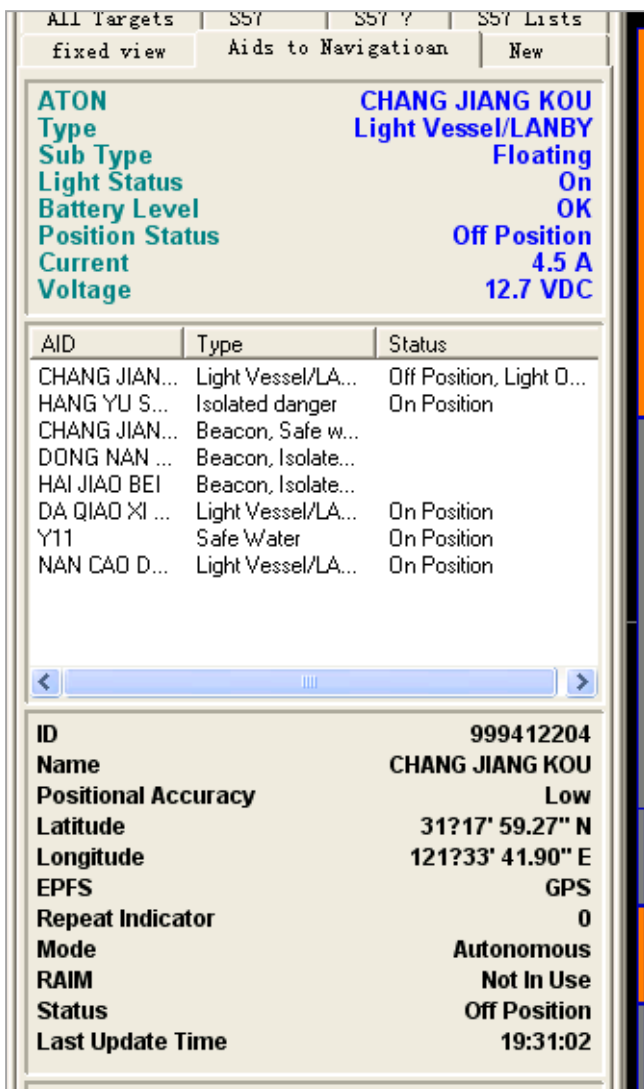 All Targets S57 S57 ? S57 Lists
fixed view Aids to Navigatioan New
ATON CHANG JIANG KOU
Type Light Vessel/LANBY
Sub Type Floating
Light Status On
Battery Level OK
Position Status Off Position
Current 4.5 A
Voltage 12.7 VDC
AID Type Status
CHANG JIAN... Light Vessel/LA... Off Position, Light O...
HANG YU S... Isolated danger On Position
CHANG JIAN... Beacon, Safe w...
DONG NAN ... Beacon, Isolate...
HAI JIAO BEI Beacon, Isolate...
DA QIAO XI ... Light Vessel/LA... On Position
Y11 Safe Water On Position
NAN CAO D... Light Vessel/LA... On Position
ID 999412204
Name CHANG JIANG KOU
Positional Accuracy Low
Latitude 31?17' 59.27" N
Longitude 121?33' 41.90" E
EPFS GPS
Repeat Indicator 0
Mode Autonomous
RAIM Not In Use
Status Off Position
Last Update Time 19:31:02